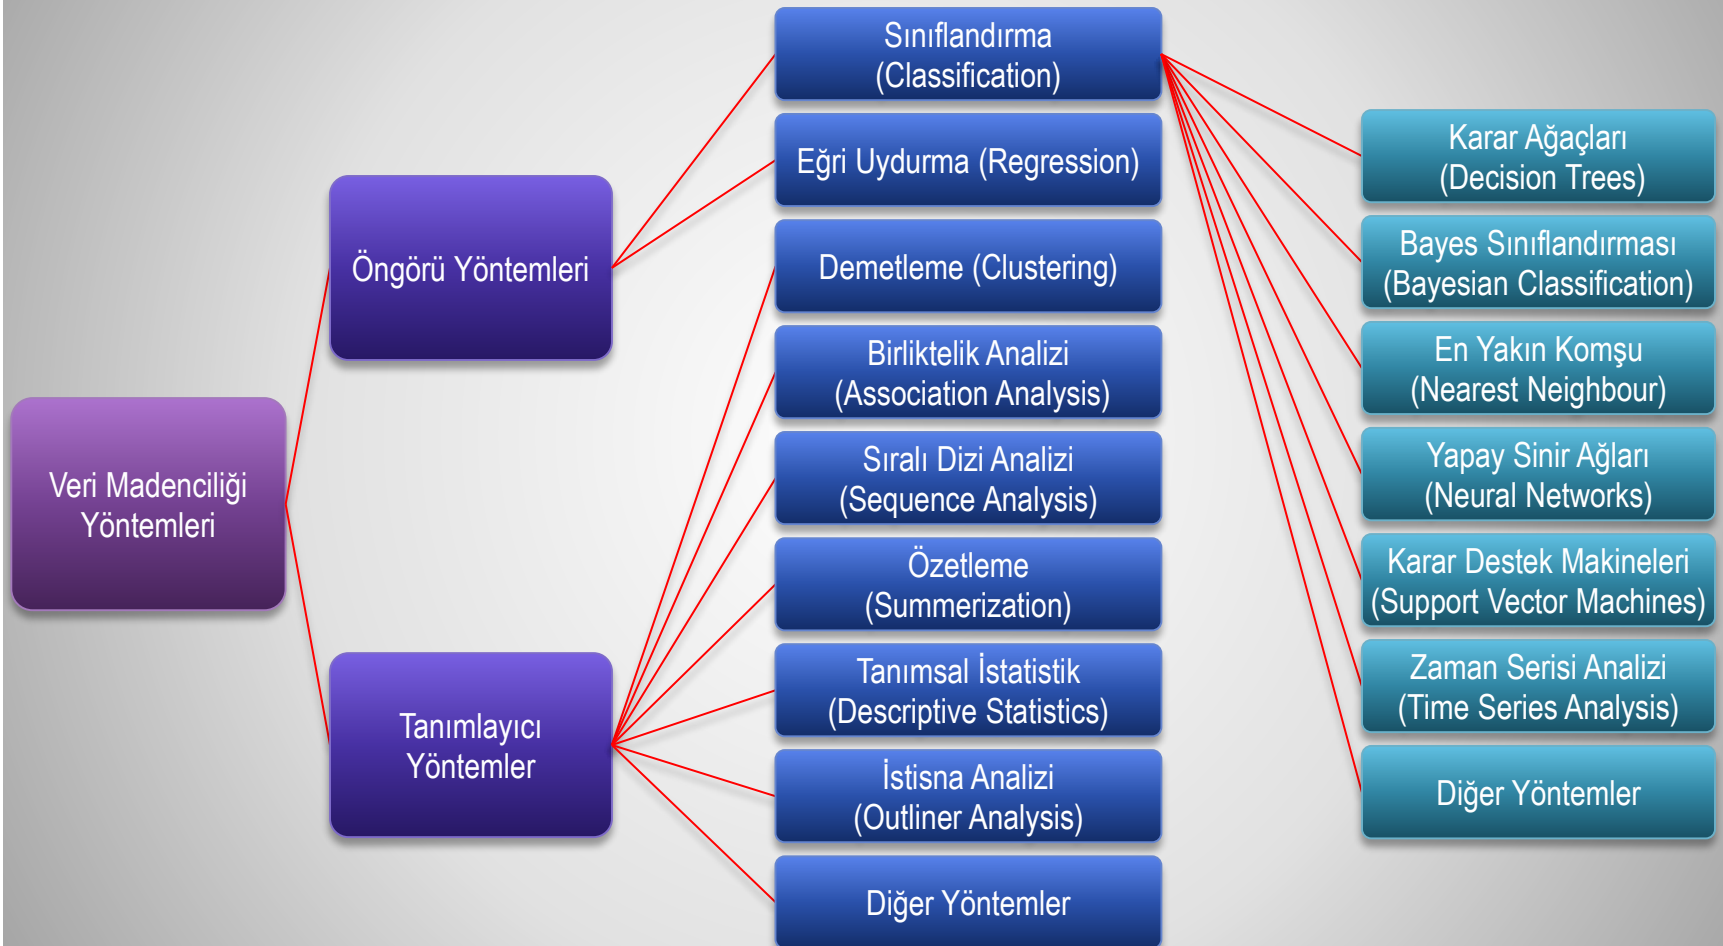 Veri Madenciliği
Yöntemleri
Öngörü Yöntemleri
Tanımlayıcı
Yöntemler
Sınıflandırma
(Classification)
Eğri Uydurma (Regression)
Demetleme (Clustering)
Birliktelik Analizi
(Association Analysis)
Sıralı Dizi Analizi
(Sequence Analysis)
Özetleme
(Summerization)
Tanımsal İstatistik
(Descriptive Statistics)
İstisna Analizi
(Outliner Analysis)
Diğer Yöntemler
Karar Ağaçları
(Decision Trees)
Bayes Sınıflandırması
(Bayesian Classification)
En Yakın Komşu
(Nearest Neighbour)
Yapay Sinir Ağları
(Neural Networks)
Karar Destek Makineleri
(Support Vector Machines)
Zaman Serisi Analizi
(Time Series Analysis)
Diğer Yöntemler